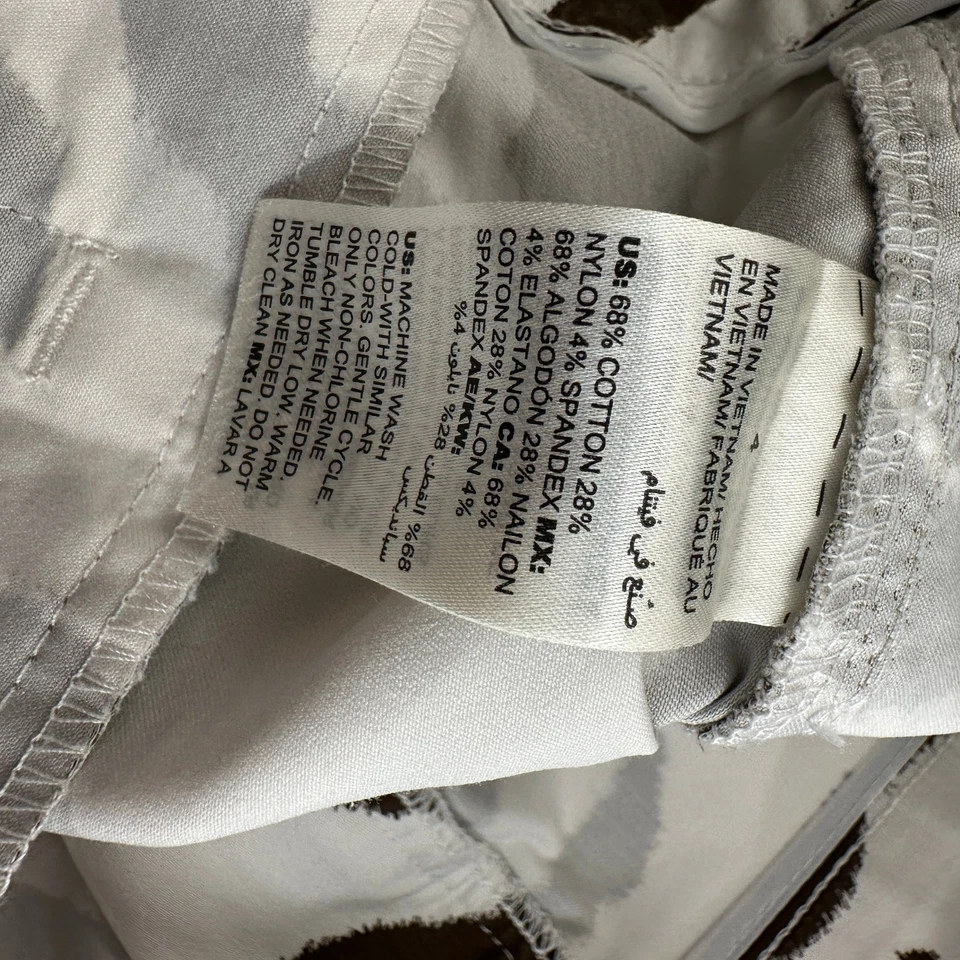 MADE IN VIETNAM/ HECHO
EN VIETNAM/ FABRIQUÉ AU
VIETNAM/
صنع في فيتنام
US: 68% COTTON 28%
NYLON 4% SPANDEX MX:
68% ALGODÓN 28% NAILON
4% ELASTANO CA: 68%
COTON 28% NYLON 4%
SPANDEX AE/KW:
68% القطن 28% نايلون 4%
سبانديكس
US: MACHINE WASH
COLD-WITH SIMILAR
COLORS. GENTLE CYCLE.
ONLY NON-CHLORINE
BLEACH WHEN NEEDED.
TUMBLE DRY LOW. WARM
IRON AS NEEDED. DO NOT
DRY CLEAN MX: LAVAR A